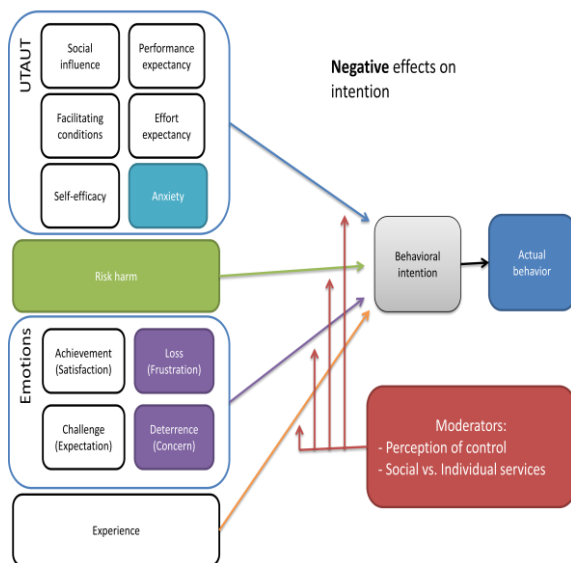 UTAUT
Social
influence
Performance
expectancy
Facilitating
conditions
Effort
expectancy
Self-efficacy
Anxiety
Risk harm
Emotions
Achievement
(Satisfaction)
Loss
(Frustration)
Challenge
(Expectation)
Deterrence
(Concern)
Experience
Negative effects on
intention
Behavioral
intention
Actual
behavior
Moderators:
- Perception of control
- Social vs. Individual services